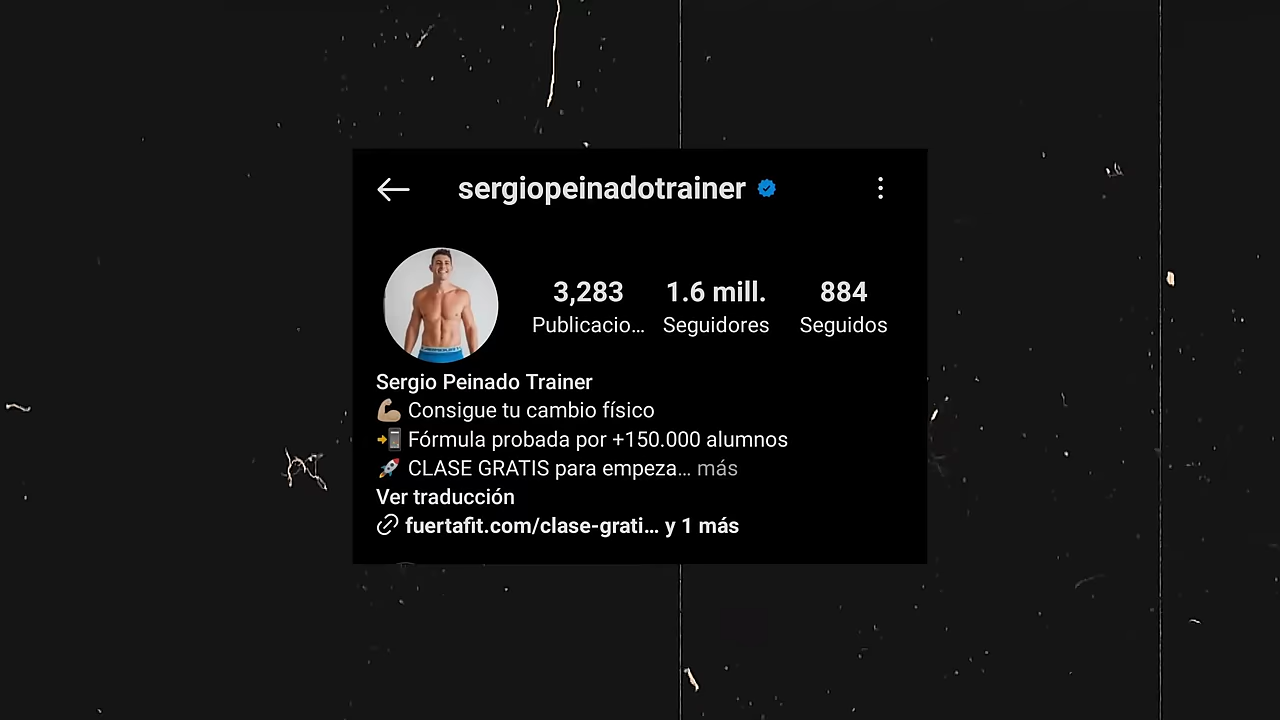 sergiopeinadotrainer
3,283 1.6 mill. 884
Publicacio... Seguidores Seguidos
Sergio Peinado Trainer
💪🏼 Consigue tu cambio físico
📲 Fórmula probada por +150.000 alumnos
🚀 CLASE GRATIS para empeza... más
Ver traducción
fuertafit.com/clase-grati... y 1 más